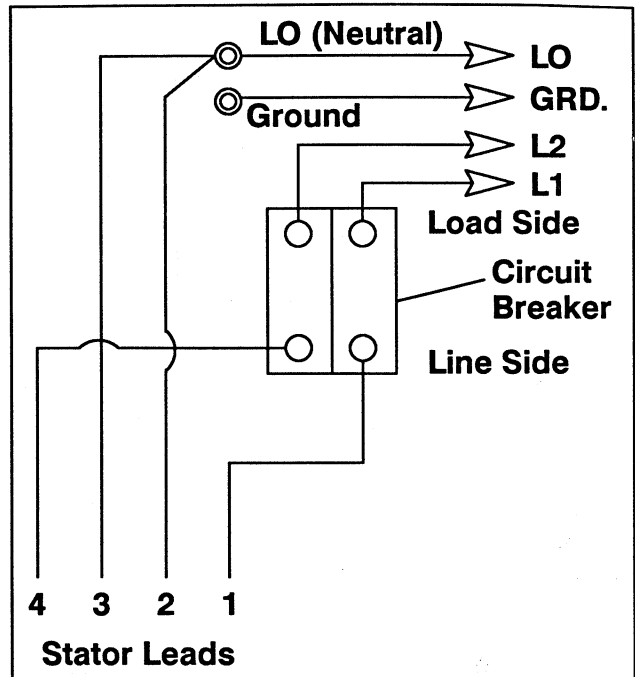 LO (Neutral)
LO
GRD.
Ground
L2
L1
Load Side
Circuit
Breaker
Line Side
4 3 2 1
Stator Leads